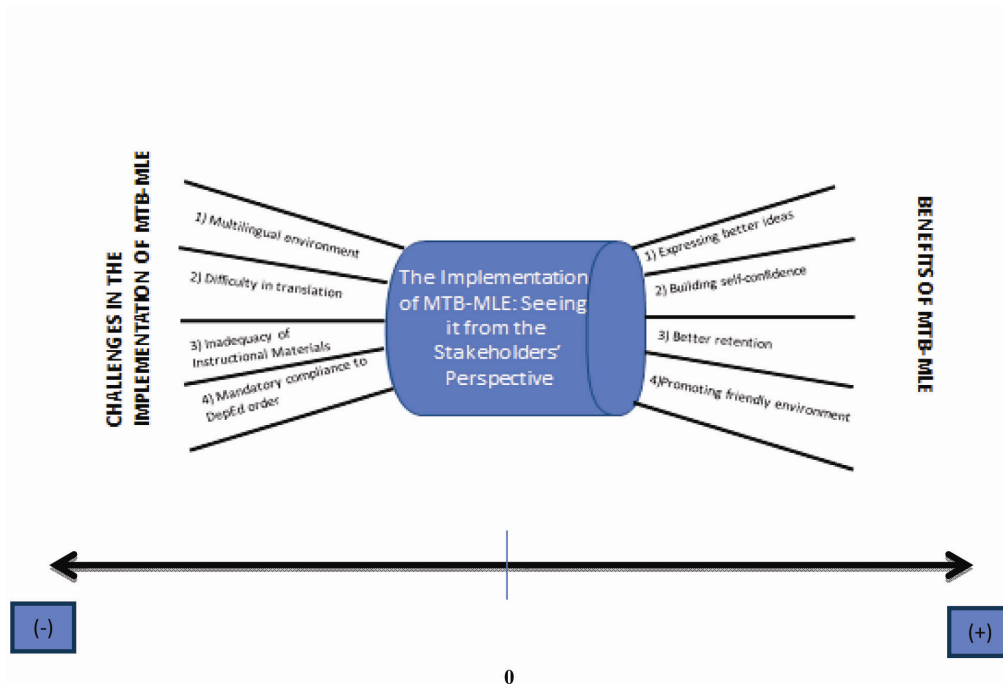 CHALLENGES IN THE
IMPLEMENTATION OF MTB-MLE
1) Multilingual environment
2) Difficulty in translation
3) Inadequacy of
Instructional Materials
4) Mandatory compliance to
DepEd order
The Implementation
of MTB-MLE: Seeing
it from the
Stakeholders'
Perspective
1) Expressing better ideas
2) Building self-confidence
3) Better retention
4)Promoting friendly environment
BENEFITS OF MTB-MLE
(-)
0
(+)